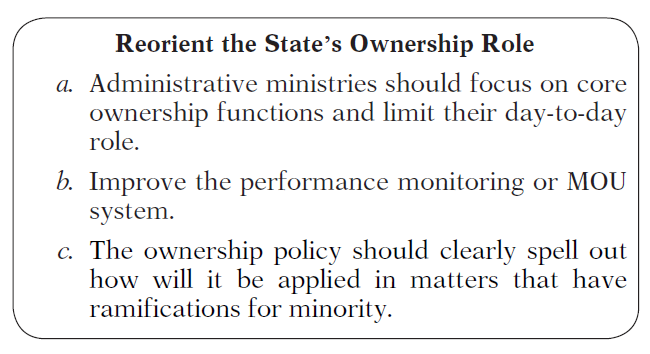 Reorient the State's Ownership Role
a. Administrative ministries should focus on core
ownership functions and limit their day-to-day
role.
b. Improve the performance monitoring or MOU
system.
c. The ownership policy should clearly spell out
how will it be applied in matters that have
ramifications for minority.